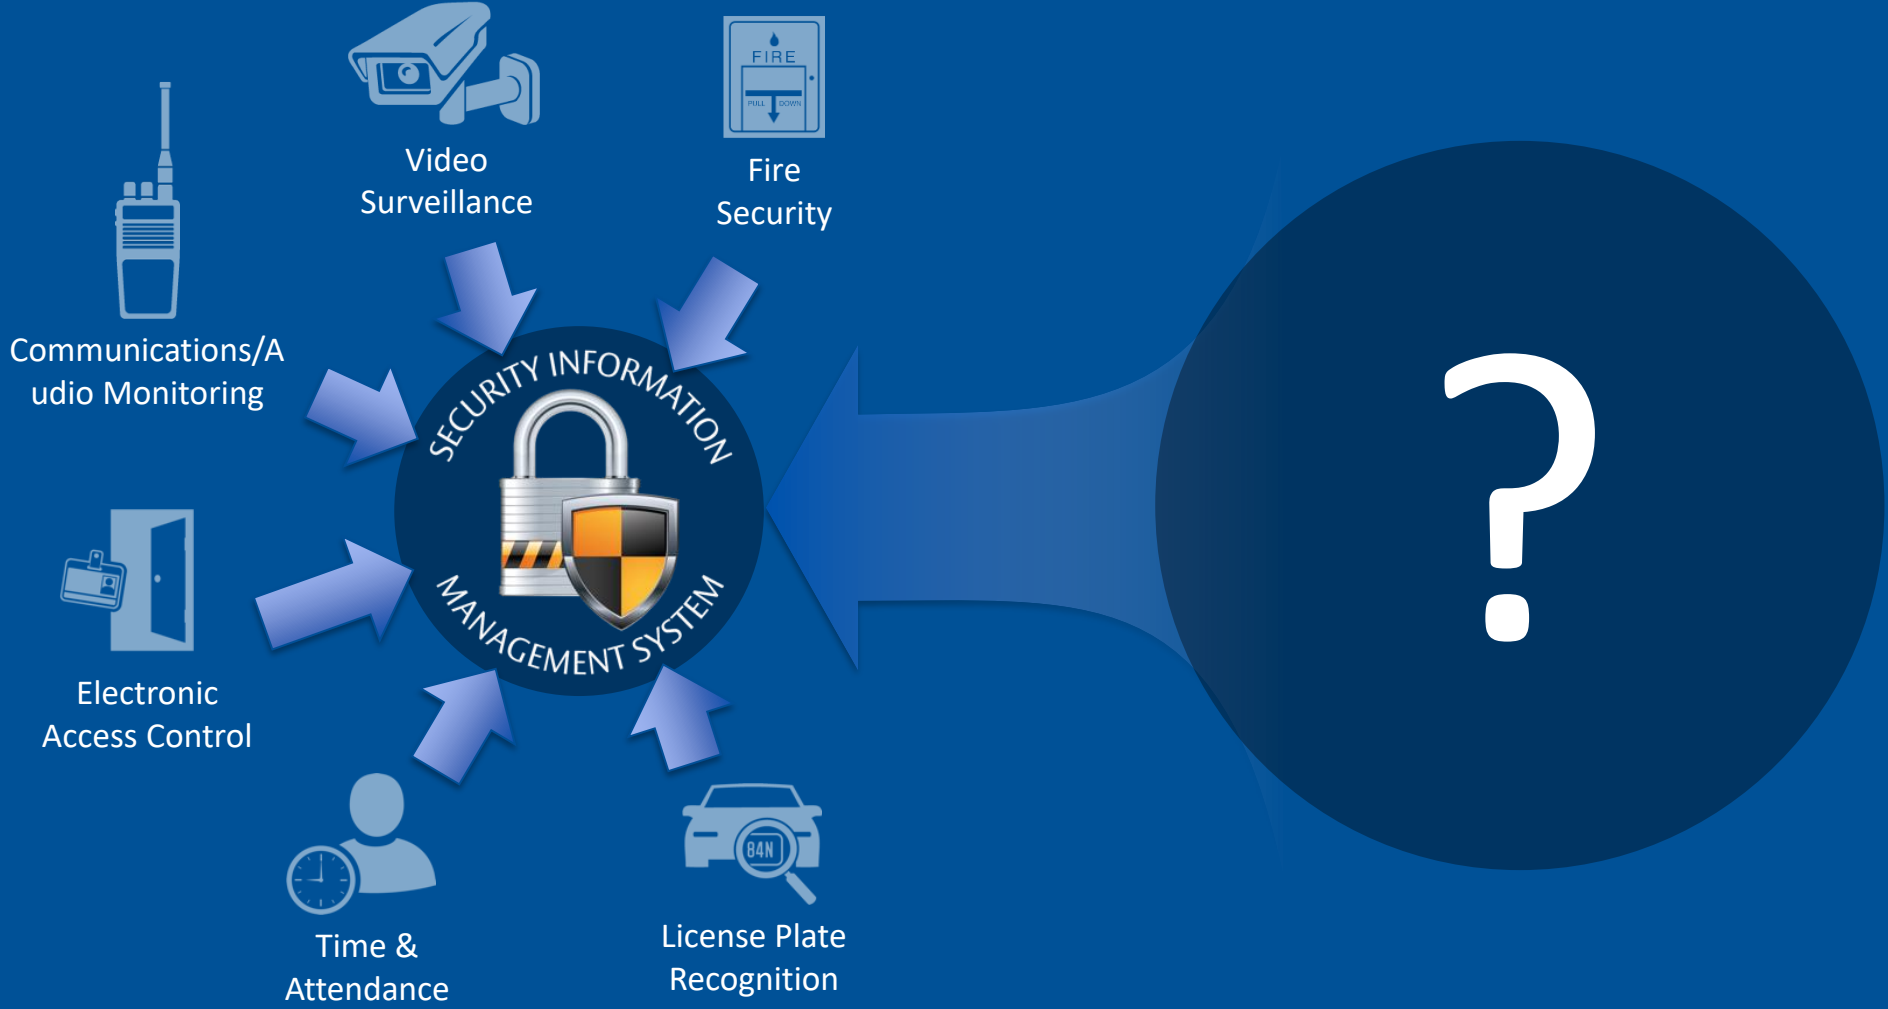 FIRE
PULL DOWN
Video
Surveillance
Fire
Security
Communications/A
udio Monitoring
SECURITY INFORMATION
MANAGEMENT SYSTEM
?
Electronic
Access Control
84N
Time &
Attendance
License Plate
Recognition